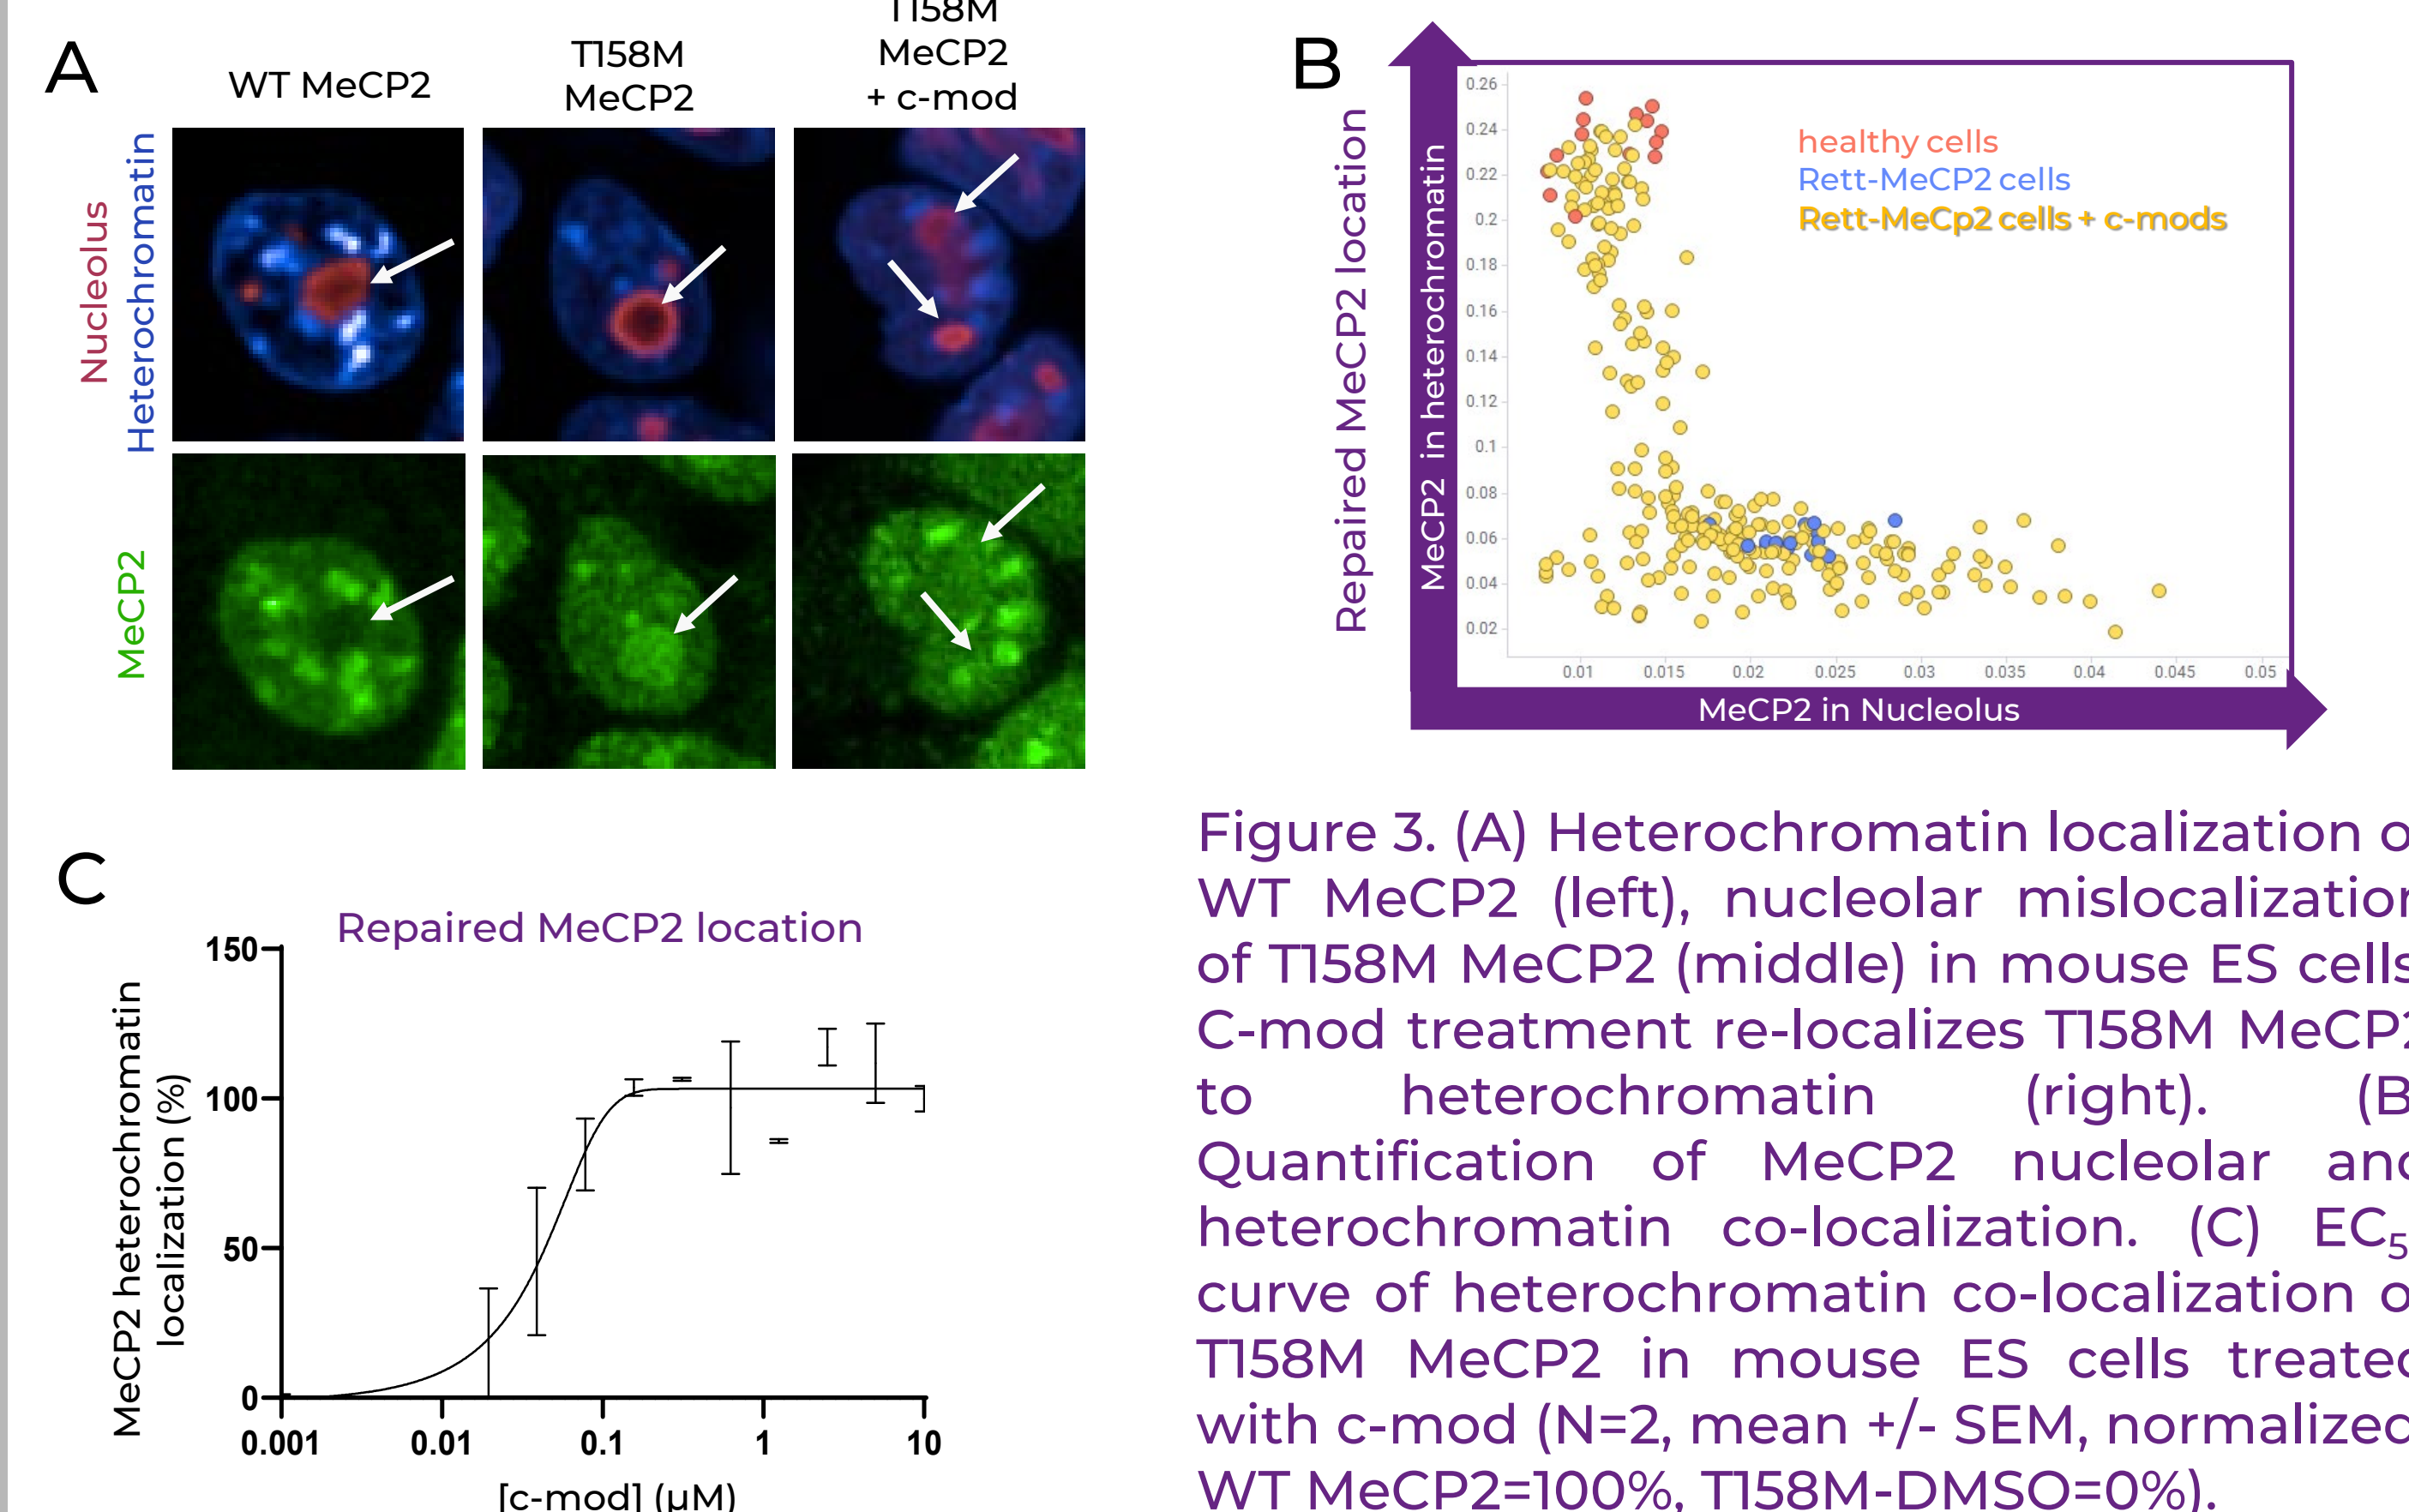 A
WT MeCP2
T158M
MeCP2
T158M
MeCP2
+ c-mod
Nucleolus
Heterochromatin
MeCP2
B
Repaired MeCP2 location
MeCP2 in heterochromatin
0.26
0.24
0.22
0.2
0.18
0.16
0.14
0.12
0.1
0.08
0.06
0.04
0.02
healthy cells
Rett-MeCP2 cells
Rett-MeCp2 cells + c-mods
0.01 0.015 0.02 0.025 0.03 0.035 0.04 0.045 0.05
MeCP2 in Nucleolus
C
Repaired MeCP2 location
MeCP2 heterochromatin
localization (%)
150
100
50
0
0.001 0.01 0.1 1 10
[c-mod] (µM)
Figure 3. (A) Heterochromatin localization o
WT MeCP2 (left), nucleolar mislocalization
of T158M MeCP2 (middle) in mouse ES cells
C-mod treatment re-localizes T158M MeCP2
to heterochromatin (right). (B
Quantification of MeCP2 nucleolar and
heterochromatin co-localization. (C) EC5
curve of heterochromatin co-localization o
T158M MeCP2 in mouse ES cells treated
with c-mod (N=2, mean +/- SEM, normalized
WT MeCP2=100%, T158M-DMSO=0%).